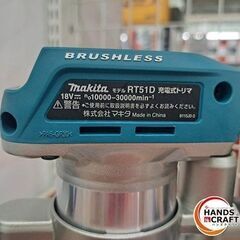 BRUSHLESS
makita モデル RT51D 充電式トリマ
18V⎓ n₀10000-30000min⁻¹
⚠警告 ・ご使用前に取扱説明書をよくお読みください。
株式会社マキタ Made in China
HANDS
CRAFT